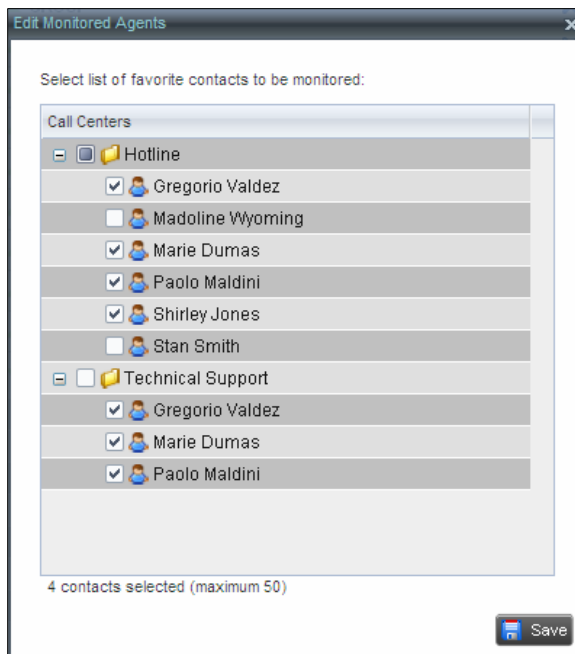 Edit Monitored Agents
Select list of favorite contacts to be monitored:
Call Centers
Hotline
Gregorio Valdez
Madoline Wyoming
Marie Dumas
Paolo Maldini
Shirley Jones
Stan Smith
Technical Support
Gregorio Valdez
Marie Dumas
Paolo Maldini
4 contacts selected (maximum 50)
Save